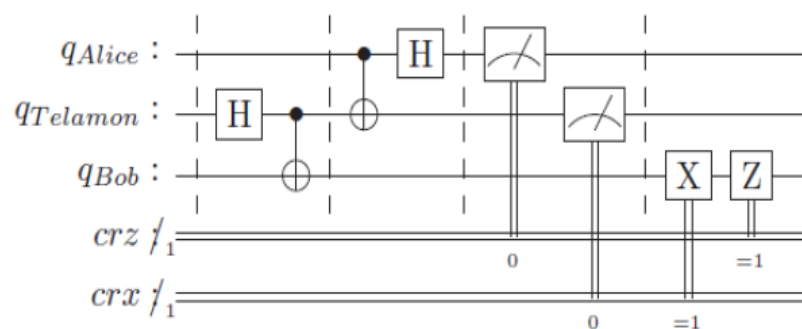 q_Alice : H
q_Telamon : H
q_Bob : X Z
crz /1 0 =1
crx /1 0 =1